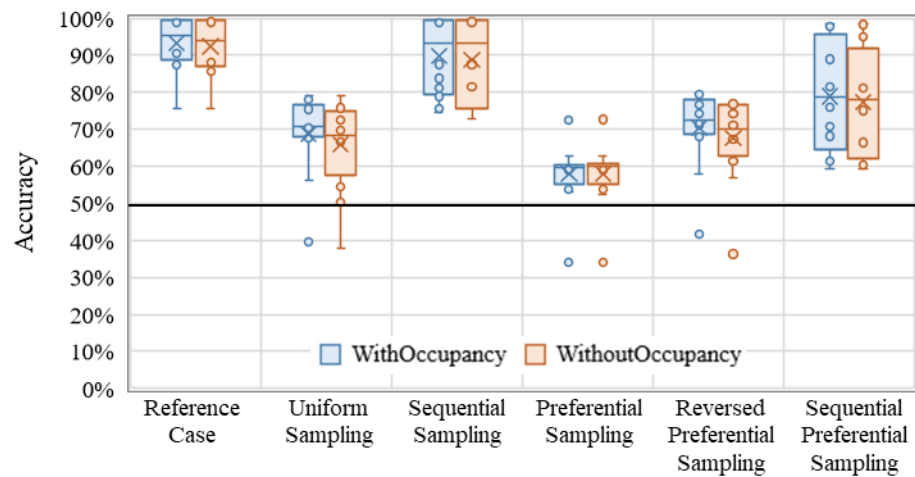 100%
90%
80%
70%
60%
50%
40%
30%
20%
10%
0%
Accuracy
WithOccupancy
WithoutOccupancy
Reference
Case
Uniform
Sampling
Sequential
Sampling
Preferential
Sampling
Reversed
Preferential
Sampling
Sequential
Preferential
Sampling